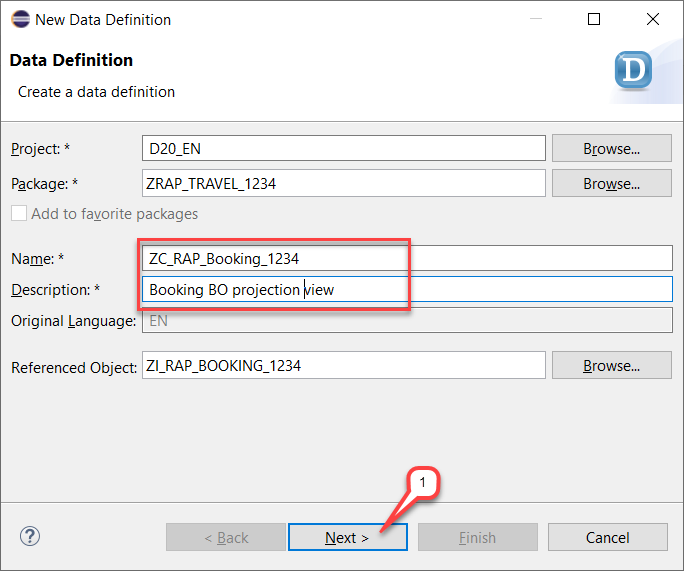 New Data Definition
Data Definition
Create a data definition
D
Project: * D20_EN Browse...
Package: * ZRAP_TRAVEL_1234 Browse...
Add to favorite packages
Name: * ZC_RAP_Booking_1234
Description: * Booking BO projection view
Original Language: EN
Referenced Object: ZI_RAP_BOOKING_1234 Browse...
1
? < Back Next > Finish Cancel